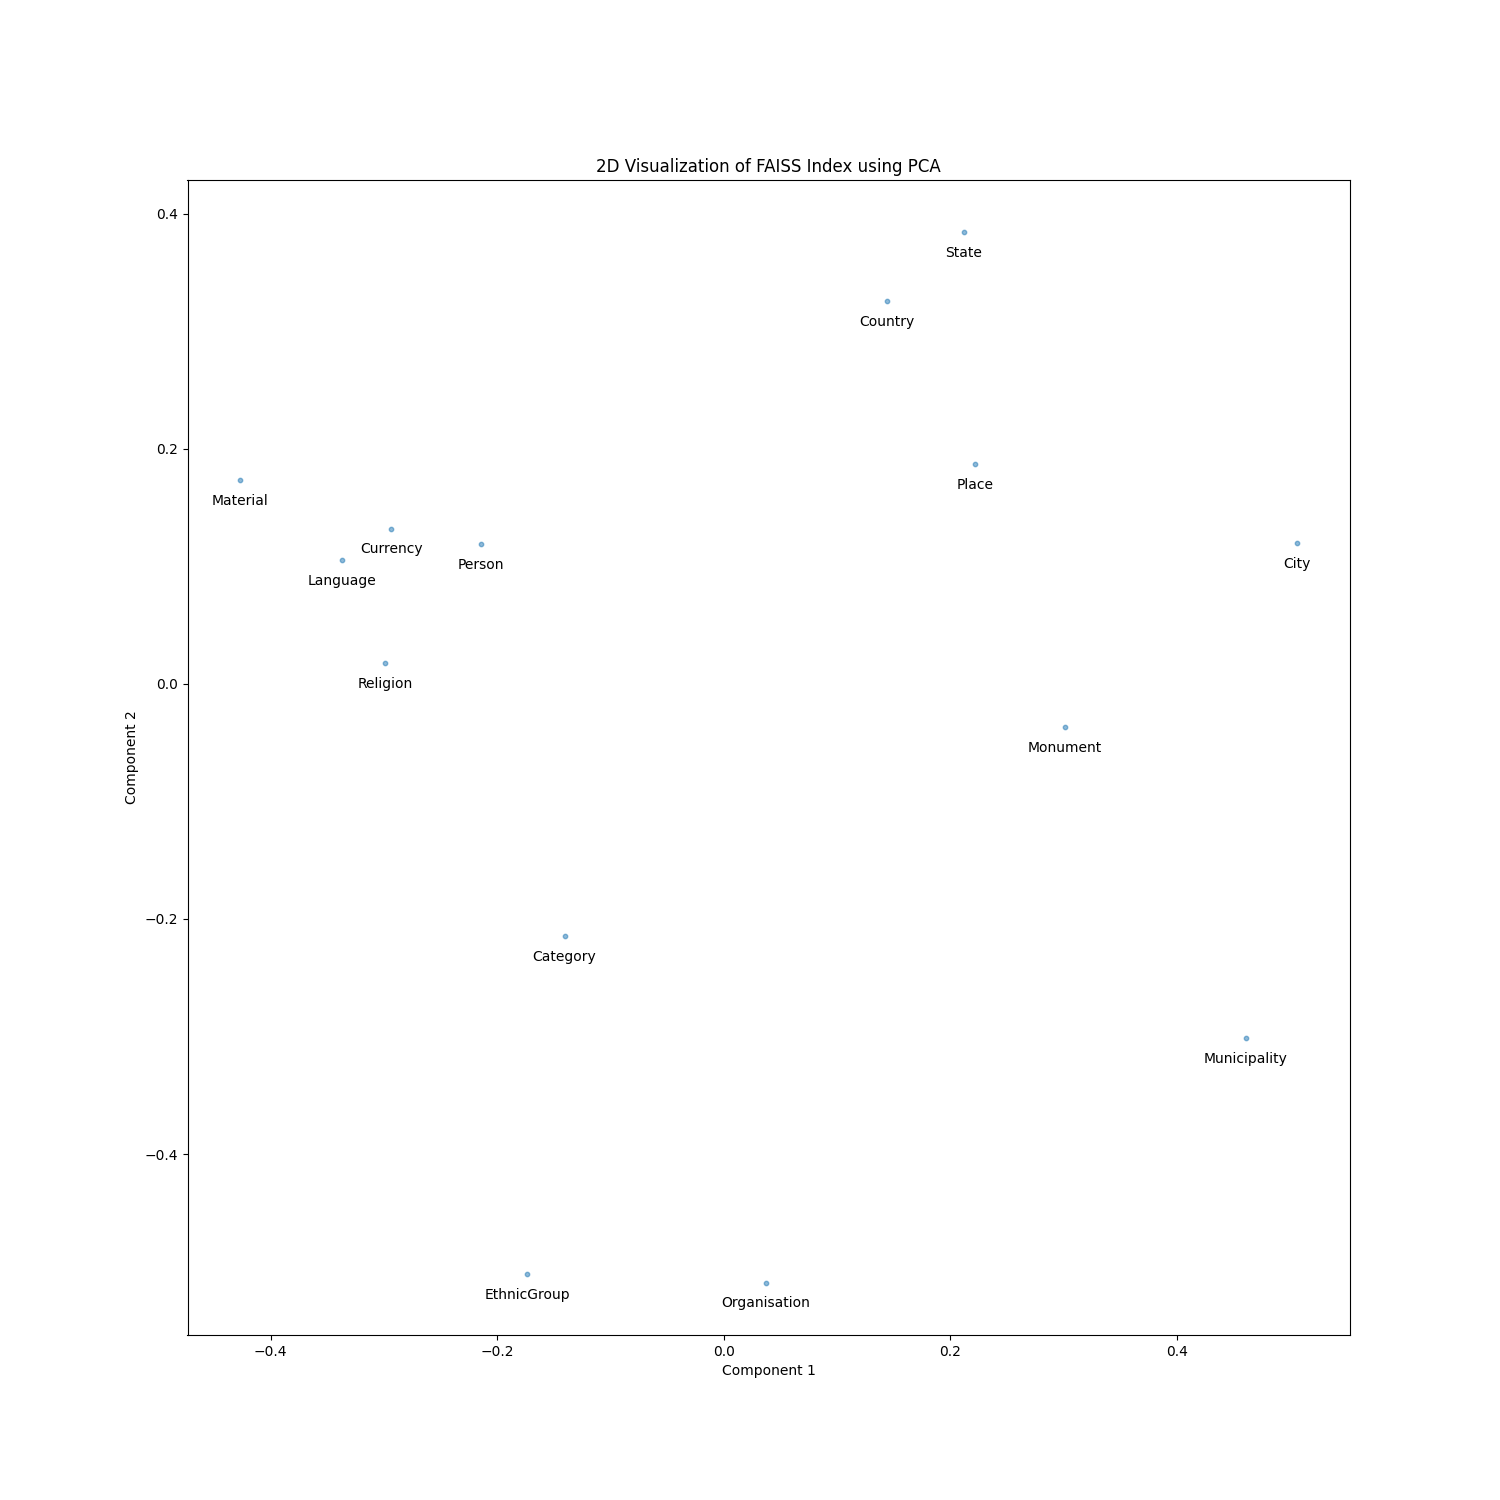 2D Visualization of FAISS Index using PCA
0.4
State
Country
0.2
Place
Material
Currency
Person
City
Language
0.0
Religion
Monument
Component 2
−0.2
Category
Municipality
−0.4
EthnicGroup
Organisation
−0.4
−0.2
0.0
0.2
0.4
Component 1